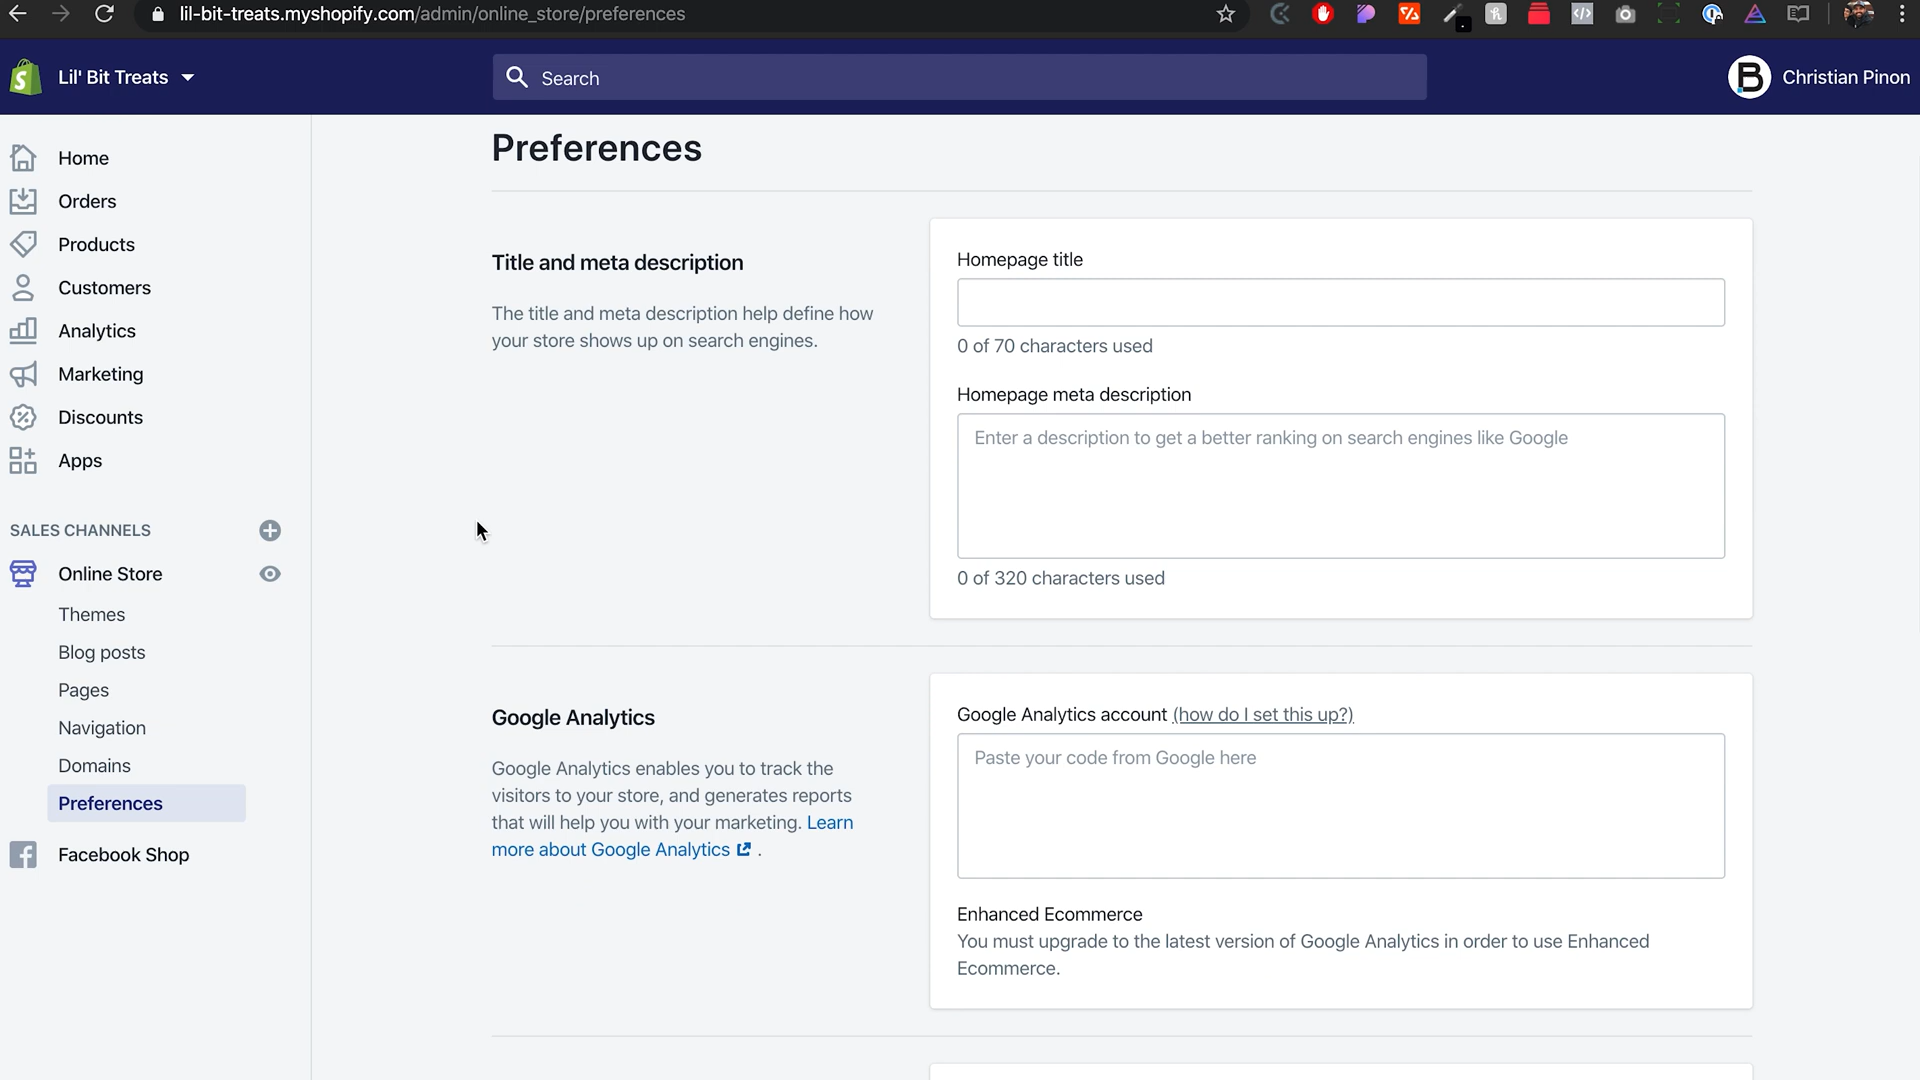 lil-bit-treats.myshopify.com/admin/online_store/preferences
Lil' Bit Treats
Search
Christian Pinon
Home
Orders
Products
Customers
Analytics
Marketing
Discounts
Apps
SALES CHANNELS
Online Store
Themes
Blog posts
Pages
Navigation
Domains
Preferences
Facebook Shop
Preferences
Title and meta description
The title and meta description help define how
your store shows up on search engines.
Homepage title
0 of 70 characters used
Homepage meta description
Enter a description to get a better ranking on search engines like Google
0 of 320 characters used
Google Analytics
Google Analytics enables you to track the
visitors to your store, and generates reports
that will help you with your marketing. Learn
more about Google Analytics .
Google Analytics account (how do I set this up?)
Paste your code from Google here
Enhanced Ecommerce
You must upgrade to the latest version of Google Analytics in order to use Enhanced
Ecommerce.